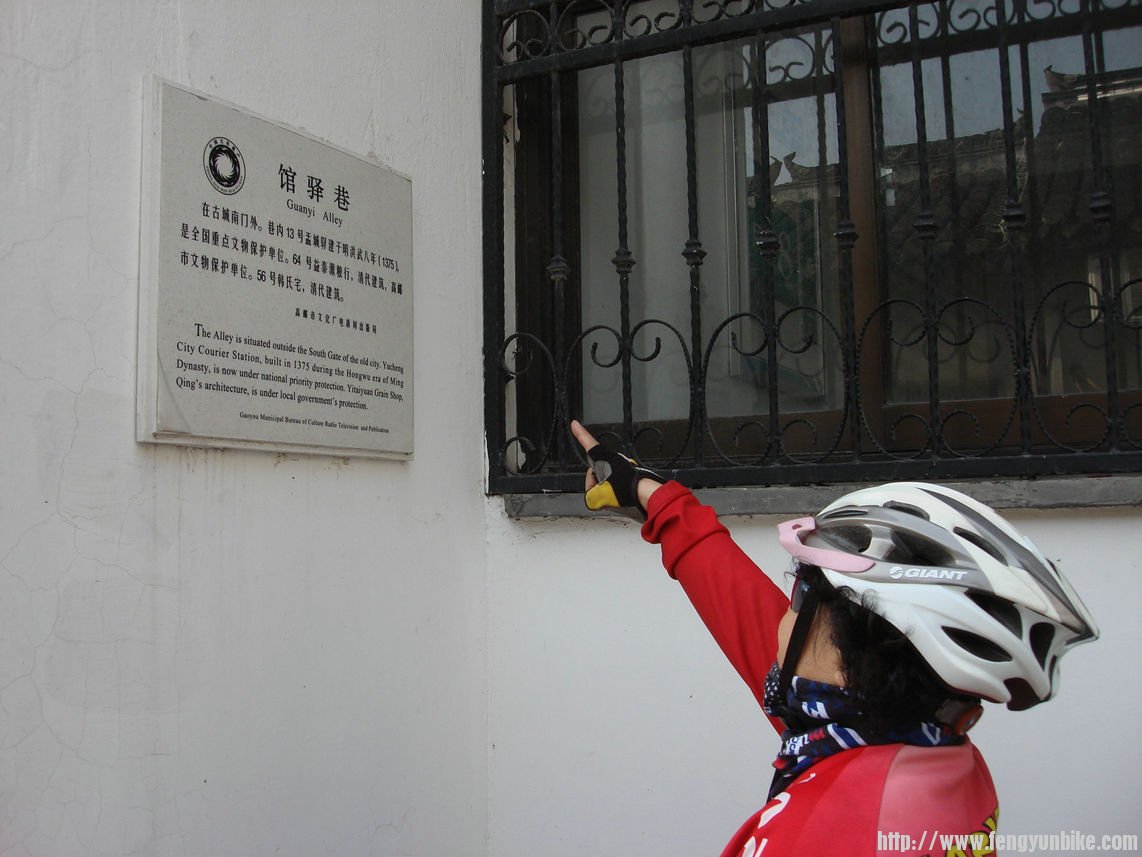 馆驿巷
Guanyi Alley
在古城南门外。巷内13号盂城驿建于明洪武八年(1375),
是全国重点文物保护单位。64号益泰源粮行,清代建筑,高邮
市文物保护单位。56号韩氏宅,清代建筑。
高邮市文化广电新闻出版局
The Alley is situated outside the South Gate of the old city. Yucheng
City Courier Station, built in 1375 during the Hongwu era of Ming
Dynasty, is now under national priority protection. Yitaiyuan Grain Shop,
Qing's architecture, is under local government's protection.
Gaoyou Municipal Bureau of Culture Radio Television and Publication
GIANT
http://www.fengyunbike.com